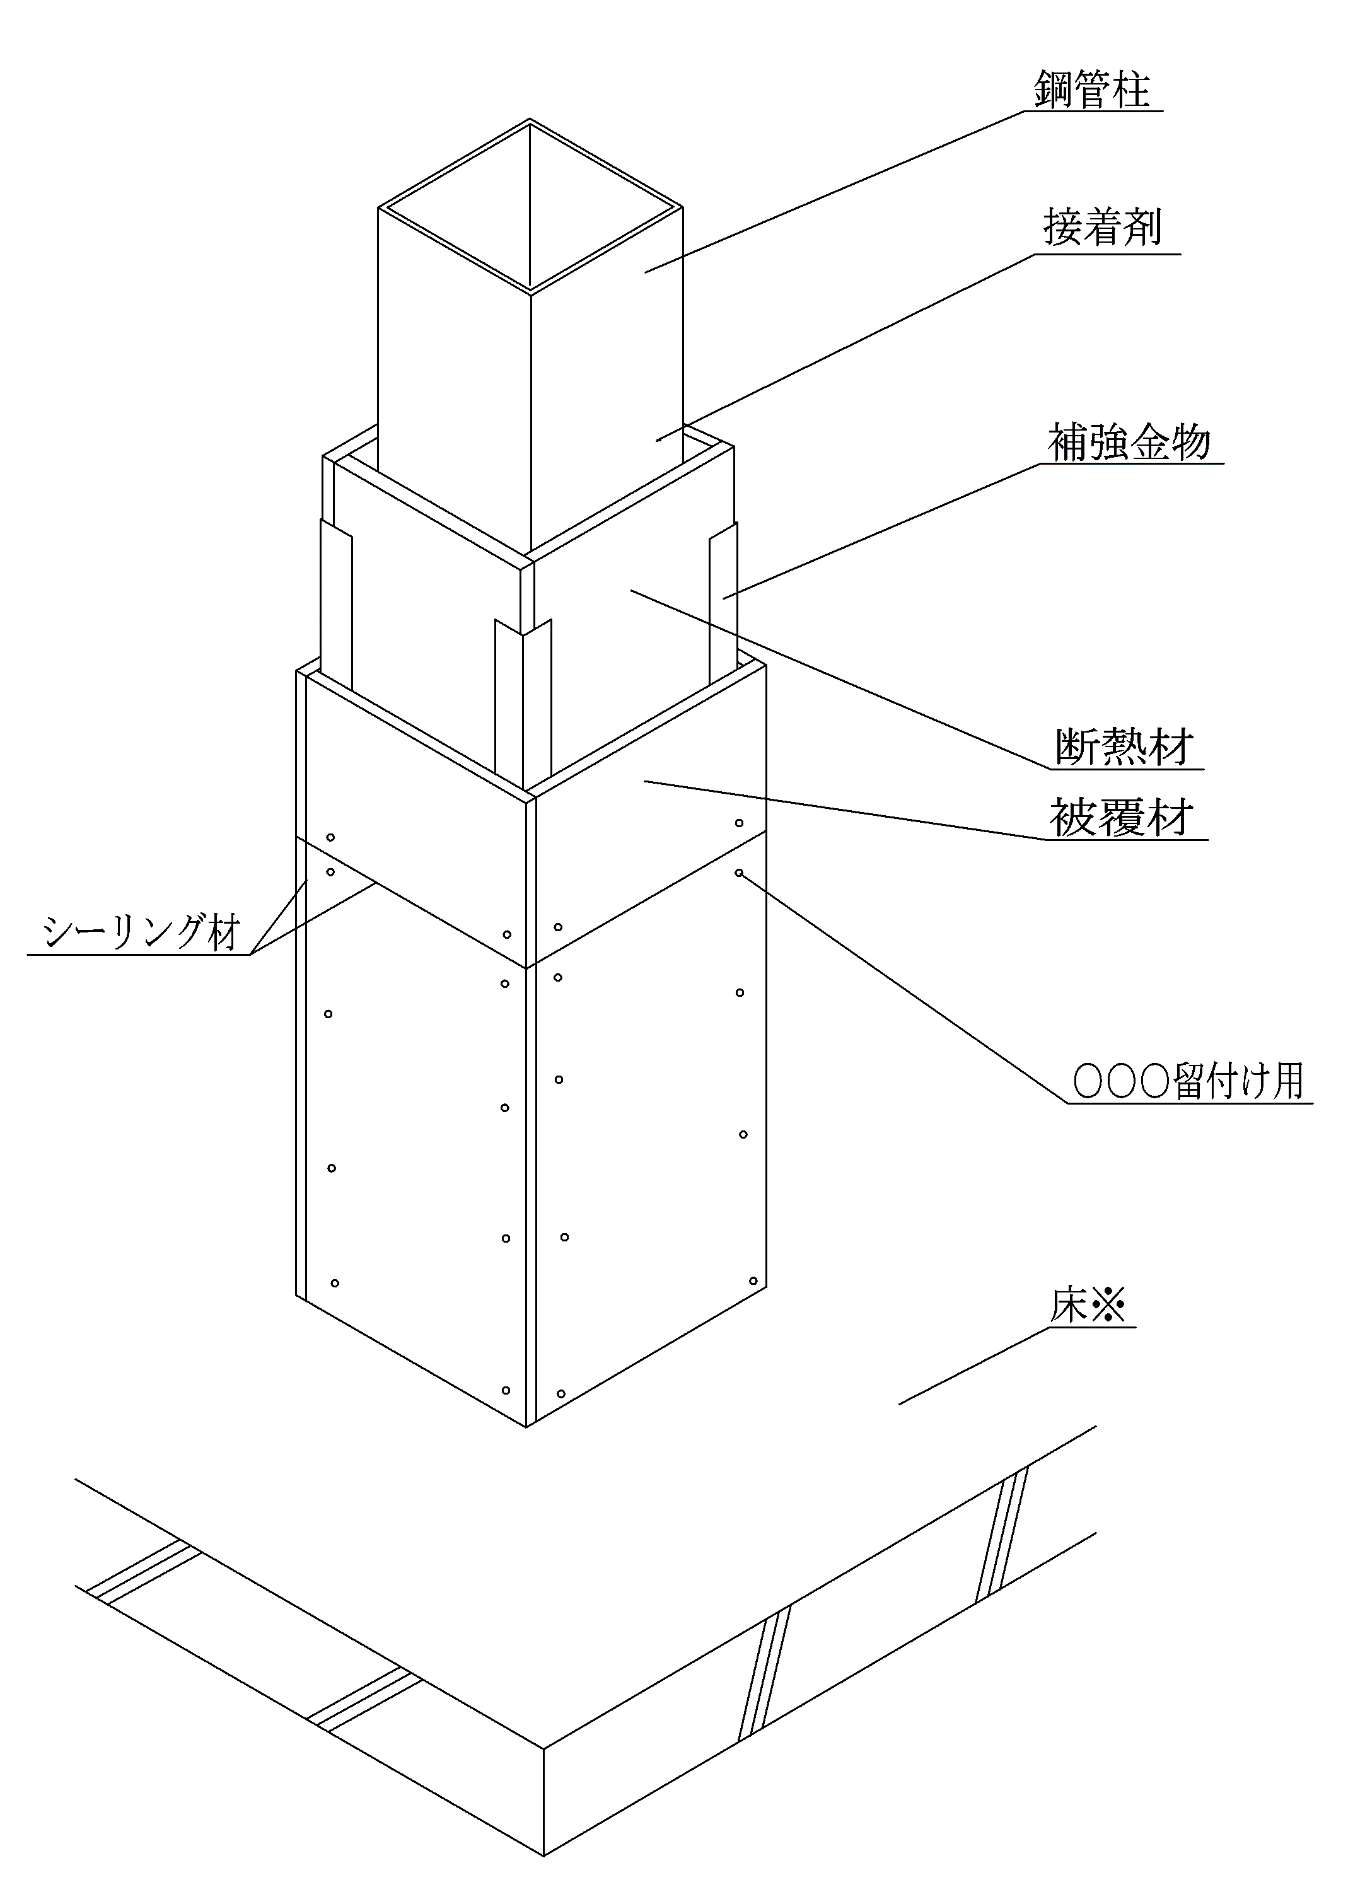 鋼管柱
接着剤
補強金物
断熱材
被覆材
シーリング材
○○○留付け用
床※